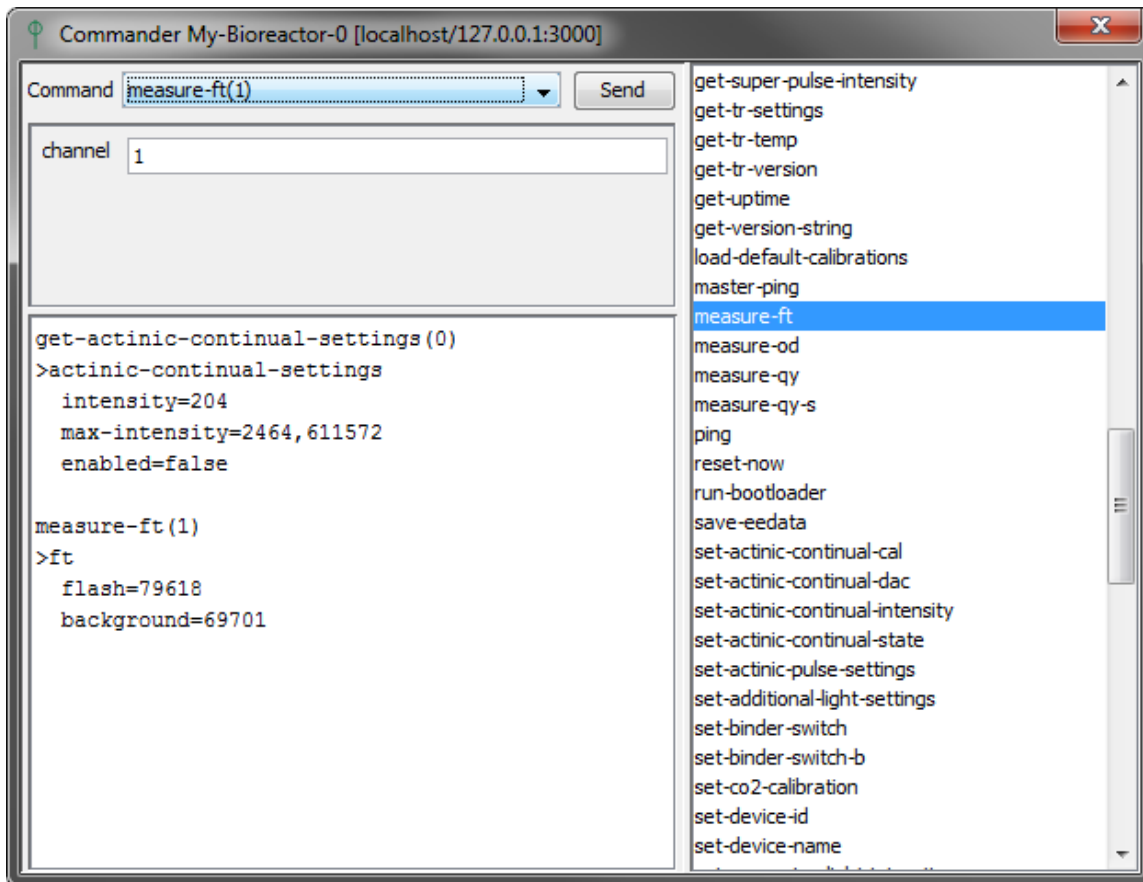 Commander My-Bioreactor-0 [localhost/127.0.0.1:3000]
X
Command measure-ft(1) Send
channel 1
get-actinic-continual-settings(0)
>actinic-continual-settings
intensity=204
max-intensity=2464,611572
enabled=false
measure-ft(1)
>ft
flash=79618
background=69701
get-super-pulse-intensity
get-tr-settings
get-tr-temp
get-tr-version
get-uptime
get-version-string
load-default-calibrations
master-ping
measure-ft
measure-od
measure-qy
measure-qy-s
ping
reset-now
run-bootloader
save-eedata
set-actinic-continual-cal
set-actinic-continual-dac
set-actinic-continual-intensity
set-actinic-continual-state
set-actinic-pulse-settings
set-additional-light-settings
set-binder-switch
set-binder-switch-b
set-co2-calibration
set-device-id
set-device-name